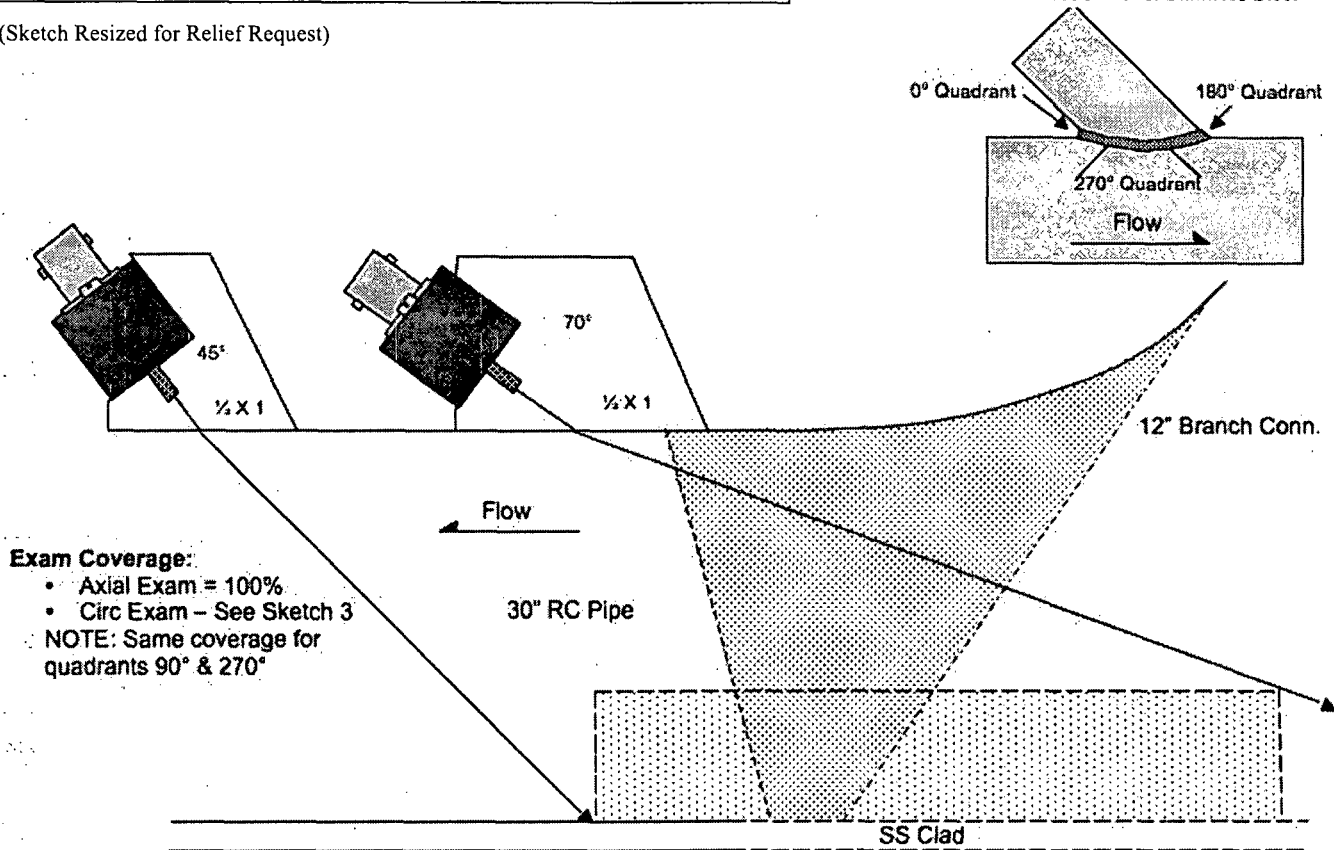 (Sketch Resized for Relief Request)
0° Quadrant
180° Quadrant
270° Quadrant
Flow
45°
½ X 1
70°
½ X 1
12" Branch Conn.
Flow
Exam Coverage:
• Axial Exam = 100%
• Circ Exam – See Sketch 3
NOTE: Same coverage for
quadrants 90° & 270°
30" RC Pipe
SS Clad